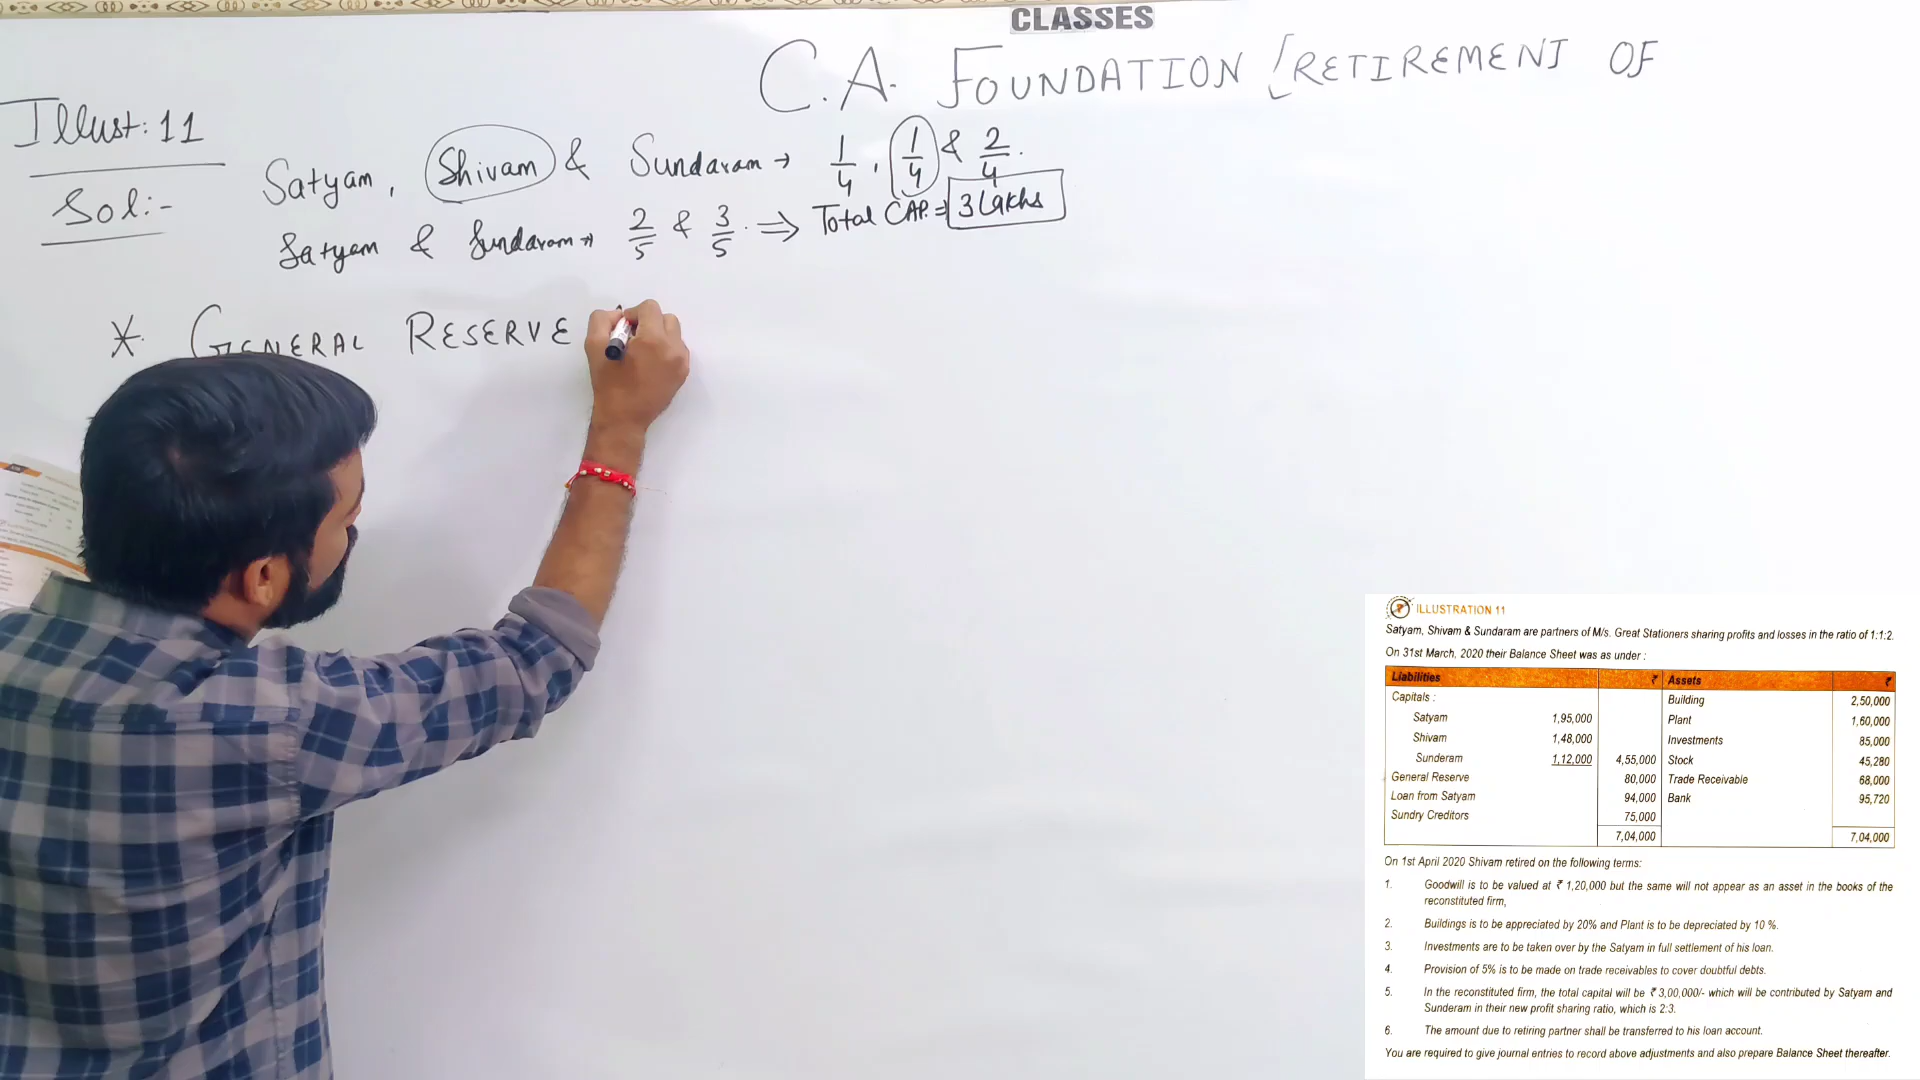 CLASSES
C.A. FOUNDATION [RETIREMENT OF
Illust: 11
Sol:-
Satyam, Shivam & Sundaram → 1/4, 1/4 & 2/4.
Satyam & Sundaram → 2/5 & 3/5. ⇒ Total CAP. = 3 Lakhs
* GENERAL RESERVE
ILLUSTRATION 11
Satyam, Shivam & Sundaram are partners of M/s. Great Stationers sharing profits and losses in the ratio of 1:1:2.
On 31st March, 2020 their Balance Sheet was as under :
Liabilities ₹ Assets ₹
Capitals : Building 2,50,000
Satyam 1,95,000 Plant 1,60,000
Shivam 1,48,000 Investments 85,000
Sunderam 1,12,000 4,55,000 Stock 45,280
General Reserve 80,000 Trade Receivable 68,000
Loan from Satyam 94,000 Bank 95,720
Sundry Creditors 75,000
7,04,000 7,04,000
On 1st April 2020 Shivam retired on the following terms:
1. Goodwill is to be valued at ₹ 1,20,000 but the same will not appear as an asset in the books of the
reconstituted firm,
2. Buildings is to be appreciated by 20% and Plant is to be depreciated by 10 %.
3. Investments are to be taken over by the Satyam in full settlement of his loan.
4. Provision of 5% is to be made on trade receivables to cover doubtful debts.
5. In the reconstituted firm, the total capital will be ₹ 3,00,000/- which will be contributed by Satyam and
Sunderam in their new profit sharing ratio, which is 2:3.
6. The amount due to retiring partner shall be transferred to his loan account.
You are required to give journal entries to record above adjustments and also prepare Balance Sheet thereafter.